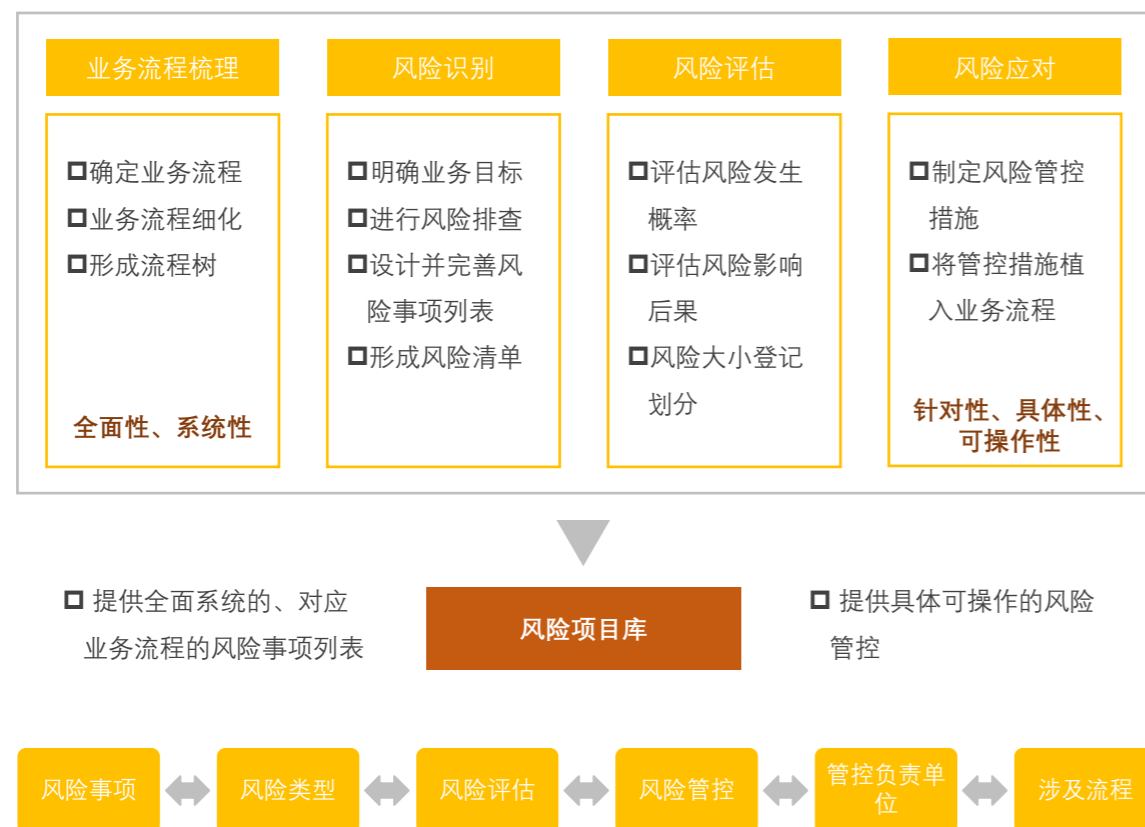 业务流程梳理
风险识别
风险评估
风险应对
确定业务流程
业务流程细化
形成流程树
全面性、系统性
明确业务目标
进行风险排查
设计并完善风
险事项列表
形成风险清单
评估风险发生
概率
评估风险影响
后果
风险大小登记
划分
制定风险管控
措施
将管控措施植
入业务流程
针对性、具体性、
可操作性
提供全面系统的、对应
业务流程的风险事项列表
风险项目库
提供具体可操作的风险
管控
风险事项
风险类型
风险评估
风险管控
管控负责单
位
涉及流程